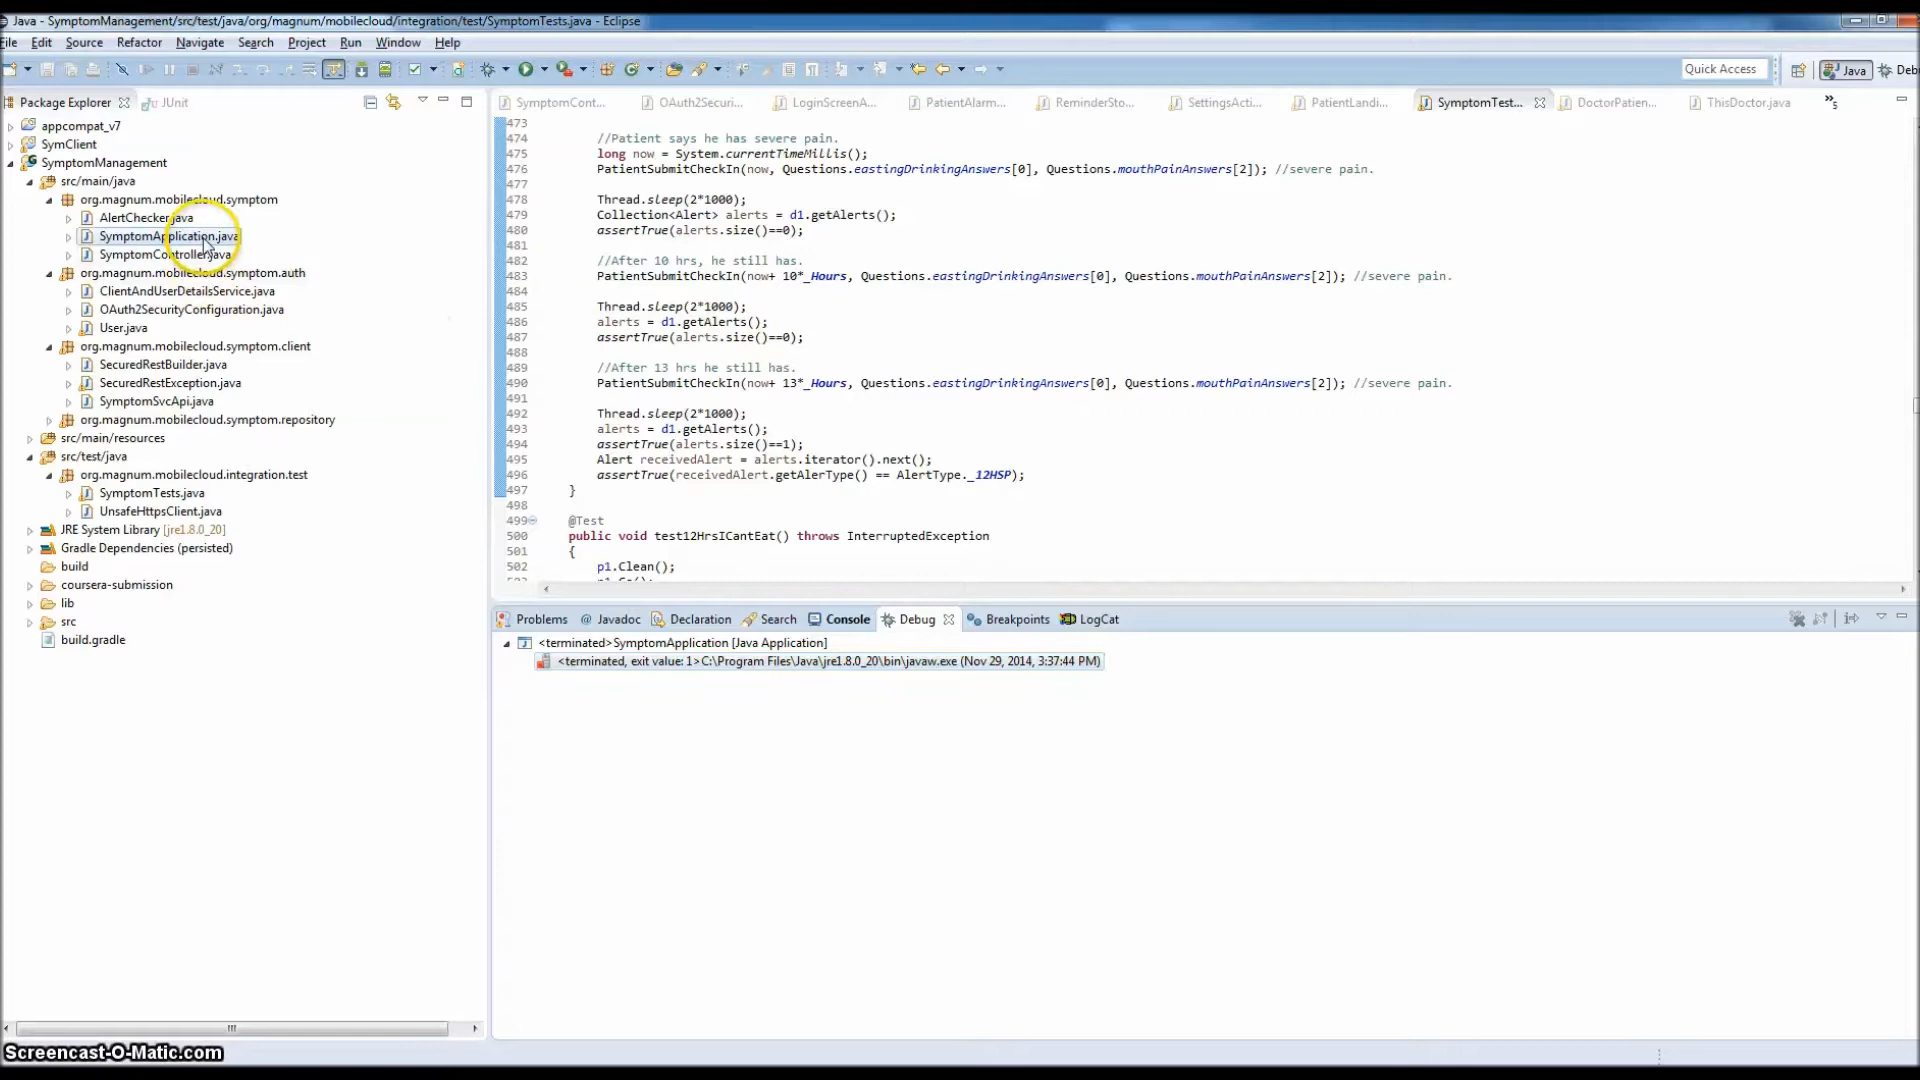 Java - SymptomManagement/src/test/java/org/magnum/mobilecloud/integration/test/SymptomTests.java - Eclipse
File Edit Source Refactor Navigate Search Project Run Window Help
Quick Access Java Deb
Package Explorer JUnit
SymptomCont... OAuth2Securi... LoginScreenA... PatientAlarm... ReminderSto... SettingsActi... PatientLandi... SymptomTest... DoctorPatien... ThisDoctor.java »5
appcompat_v7
SymClient
SymptomManagement
src/main/java
org.magnum.mobilecloud.symptom
AlertChecker.java
SymptomApplication.java
SymptomController.java
org.magnum.mobilecloud.symptom.auth
ClientAndUserDetailsService.java
OAuth2SecurityConfiguration.java
User.java
org.magnum.mobilecloud.symptom.client
SecuredRestBuilder.java
SecuredRestException.java
SymptomSvcApi.java
org.magnum.mobilecloud.symptom.repository
src/main/resources
src/test/java
org.magnum.mobilecloud.integration.test
SymptomTests.java
UnsafeHttpsClient.java
JRE System Library [jre1.8.0_20]
Gradle Dependencies (persisted)
build
coursera-submission
lib
src
build.gradle
473
474 //Patient says he has severe pain.
475 long now = System.currentTimeMillis();
476 PatientSubmitCheckIn(now, Questions.eastingDrinkingAnswers[0], Questions.mouthPainAnswers[2]); //severe pain.
477
478 Thread.sleep(2*1000);
479 Collection<Alert> alerts = d1.getAlerts();
480 assertTrue(alerts.size()==0);
481
482 //After 10 hrs, he still has.
483 PatientSubmitCheckIn(now+ 10*_Hours, Questions.eastingDrinkingAnswers[0], Questions.mouthPainAnswers[2]); //severe pain.
484
485 Thread.sleep(2*1000);
486 alerts = d1.getAlerts();
487 assertTrue(alerts.size()==0);
488
489 //After 13 hrs he still has.
490 PatientSubmitCheckIn(now+ 13*_Hours, Questions.eastingDrinkingAnswers[0], Questions.mouthPainAnswers[2]); //severe pain.
491
492 Thread.sleep(2*1000);
493 alerts = d1.getAlerts();
494 assertTrue(alerts.size()==1);
495 Alert receivedAlert = alerts.iterator().next();
496 assertTrue(receivedAlert.getAlerType() == AlertType._12HSP);
497 }
498
499 @Test
500 public void test12HrsICantEat() throws InterruptedException
501 {
502 p1.Clean();
Problems Javadoc Declaration Search Console Debug Breakpoints LogCat
<terminated>SymptomApplication [Java Application]
<terminated, exit value: 1>C:\Program Files\Java\jre1.8.0_20\bin\javaw.exe (Nov 29, 2014, 3:37:44 PM)
Screencast-O-Matic.com